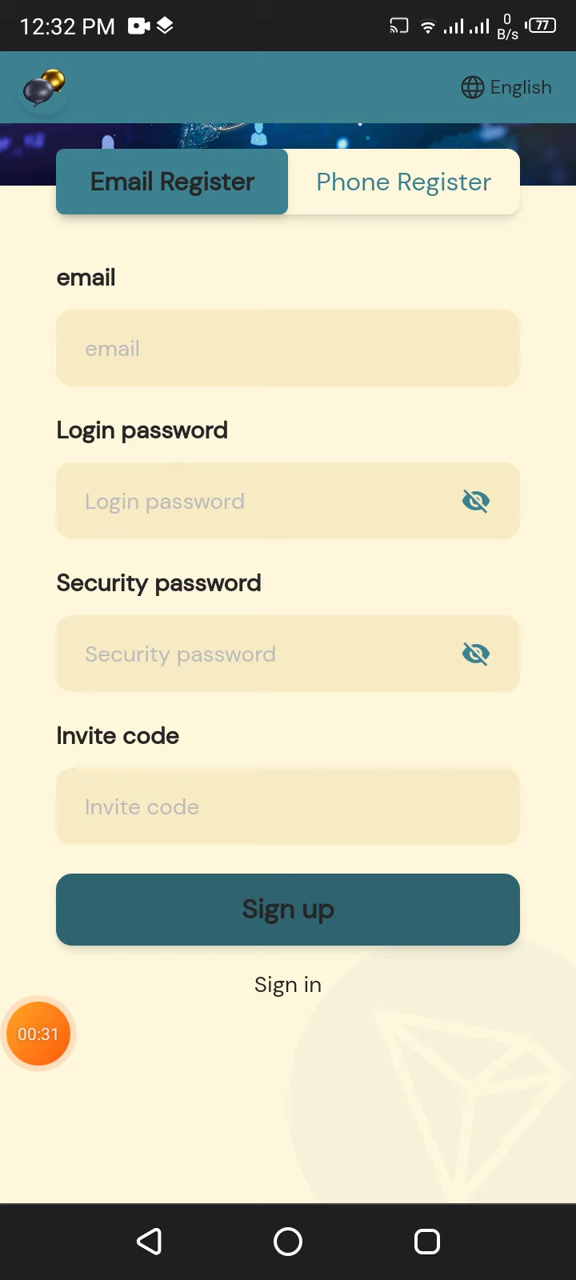 12:32 PM
0
B/s
77
English
Email Register
Phone Register
email
email
Login password
Login password
Security password
Security password
Invite code
Invite code
Sign up
Sign in
00:31